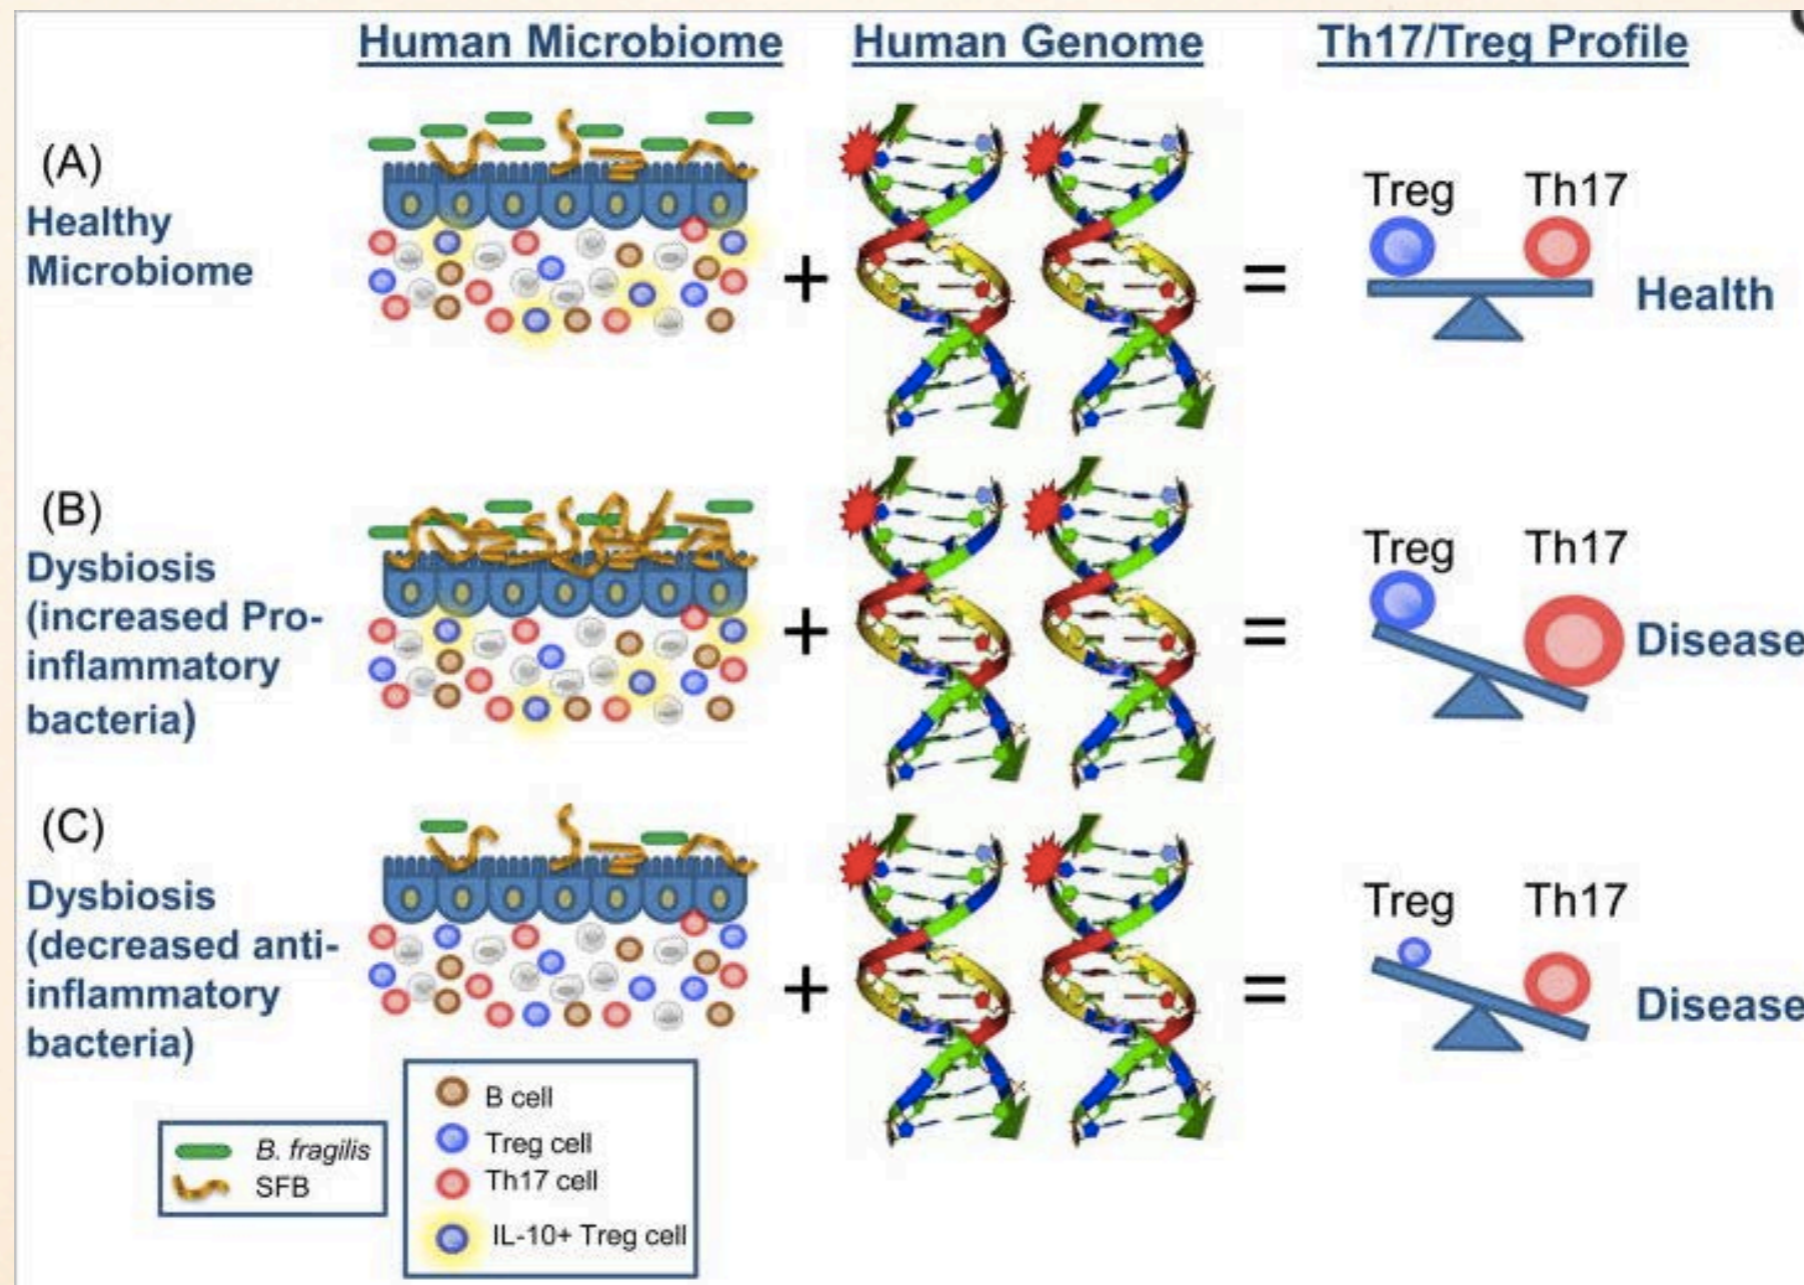 Human Microbiome
Human Genome
Th17/Treg Profile
(A)
Healthy
Microbiome
+
=
Treg
Th17
Health
(B)
Dysbiosis
(increased Pro-
inflammatory
bacteria)
+
=
Treg
Th17
Disease
(C)
Dysbiosis
(decreased anti-
inflammatory
bacteria)
+
=
Treg
Th17
Disease
B. fragilis
SFB
B cell
Treg cell
Th17 cell
IL-10+ Treg cell